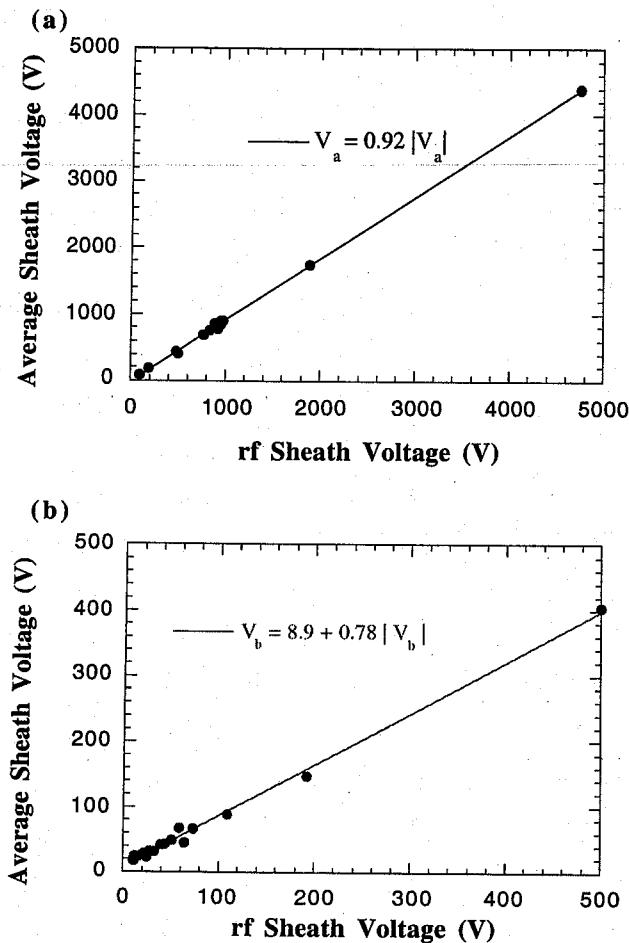 (a)
Average Sheath Voltage (V)
5000
4000
3000
2000
1000
0
V_a = 0.92 |V_a|
0 1000 2000 3000 4000 5000
rf Sheath Voltage (V)
(b)
Average Sheath Voltage (V)
500
400
300
200
100
0
V_b = 8.9 + 0.78 | V_b |
0 100 200 300 400 500
rf Sheath Voltage (V)